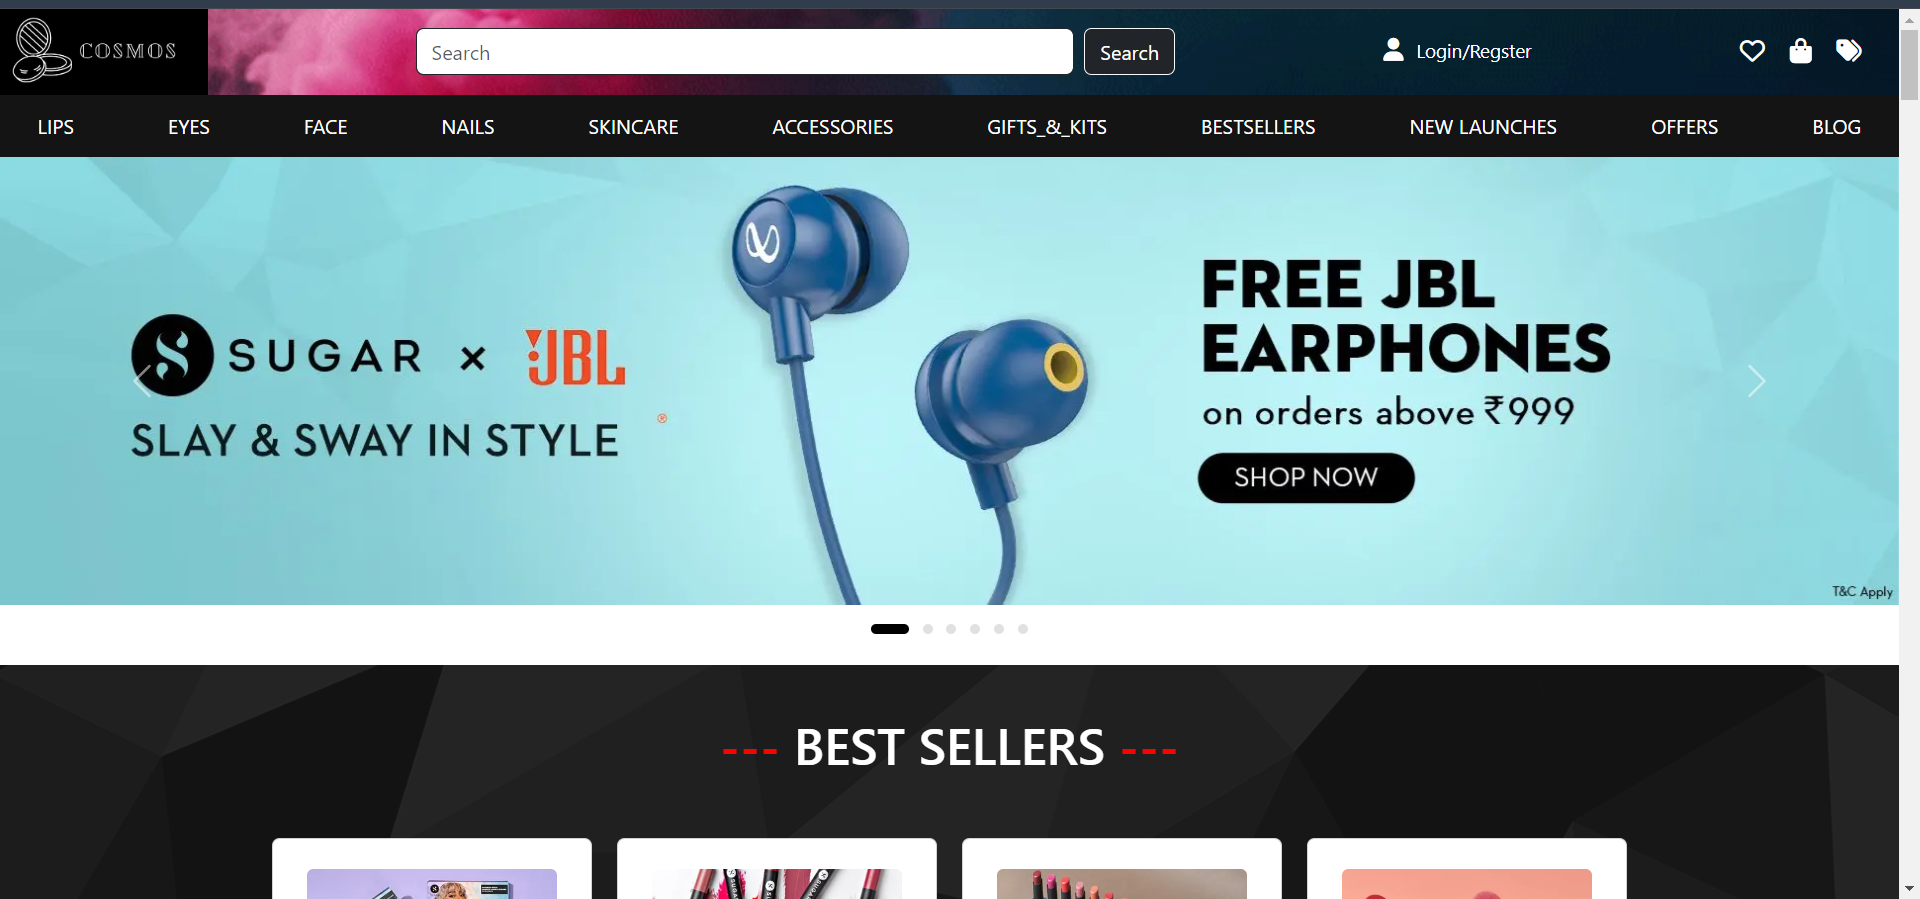 COSMOS
Search
Search
Login/Regster
LIPS EYES FACE NAILS SKINCARE ACCESSORIES GIFTS_&_KITS BESTSELLERS NEW LAUNCHES OFFERS BLOG
SUGAR × JBL
SLAY & SWAY IN STYLE
FREE JBL
EARPHONES
on orders above ₹999
SHOP NOW
T&C Apply
--- BEST SELLERS ---